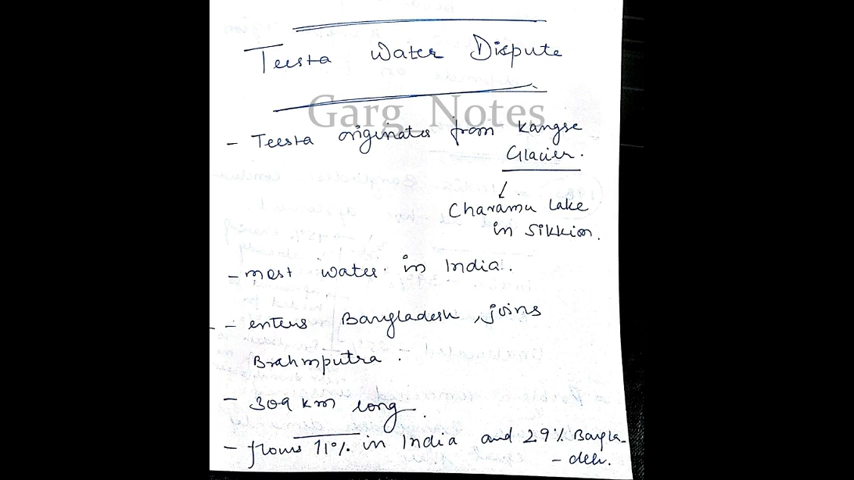 Teesta Water Dispute
Garg Notes
- Teesta originates from Kangse
Glacier.
Charamu Lake
in Sikkim.
- most water in India.
- enters Bangladesh, joins
Brahmputra.
- 309 km long.
- flows 71% in India and 29% Bangla-
- desh.